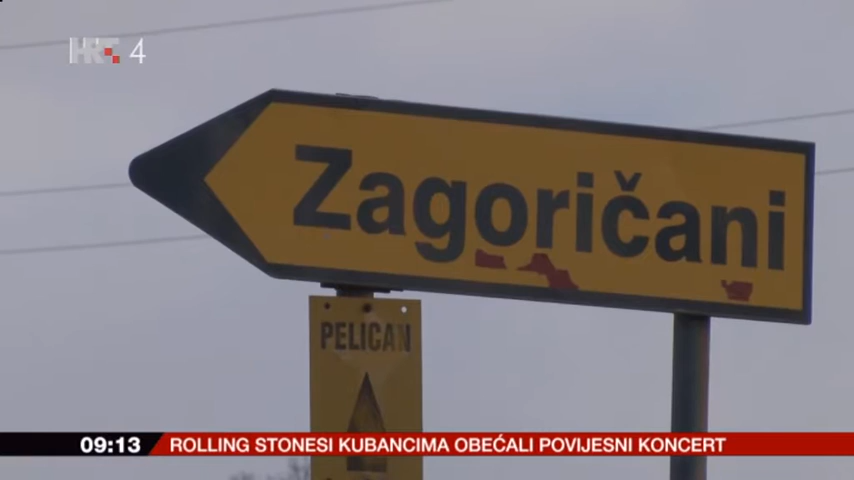 HRT 4
Zagoričani
PELICAN
09:13 ROLLING STONESI KUBANCIMA OBEĆALI POVIJESNI KONCERT